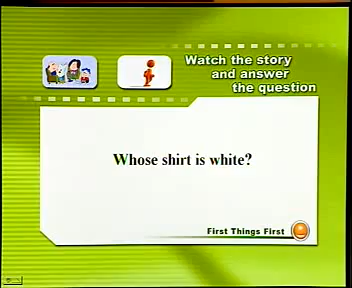 Watch the story
and answer
the question
Whose shirt is white?
First Things First